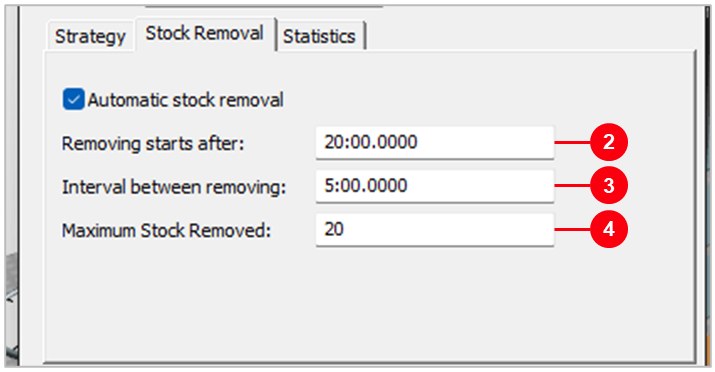 Strategy Stock Removal Statistics
Automatic stock removal
Removing starts after: 20:00.0000 2
Interval between removing: 5:00.0000 3
Maximum Stock Removed: 20 4